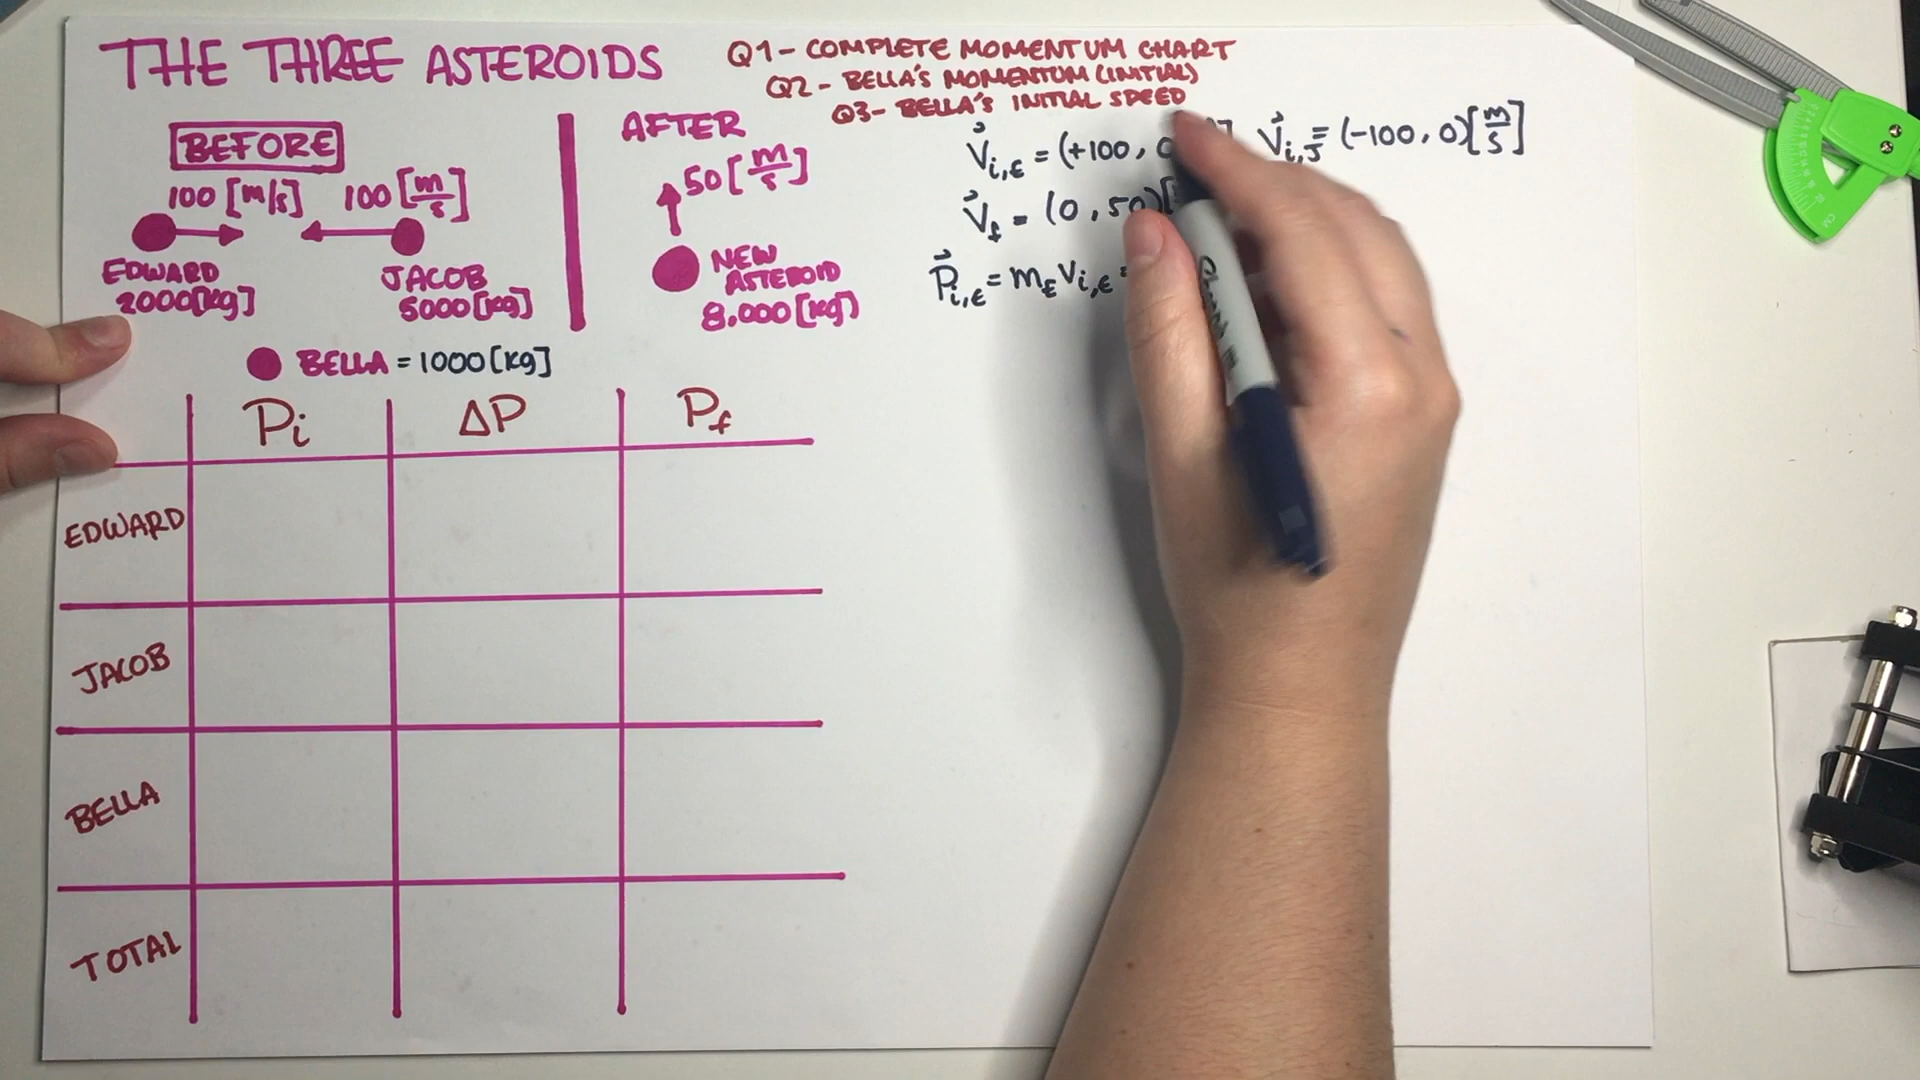 THE THREE ASTEROIDS
Q1 - COMPLETE MOMENTUM CHART
Q2 - BELLA'S MOMENTUM (INITIAL)
Q3 - BELLA'S INITIAL SPEED
BEFORE
100 [m/s]
100 [m/s]
EDWARD
2000[kg]
JACOB
5000[kg]
BELLA = 1000[kg]
AFTER
50[m/s]
NEW
ASTEROID
8,000[kg]
V⃗i,E = (+100, 0
V⃗i,J = (-100, 0)[m/s]
V⃗f = (0, 50)[
P⃗i,E = mE Vi,E =
Pi
ΔP
Pf
EDWARD
JACOB
BELLA
TOTAL